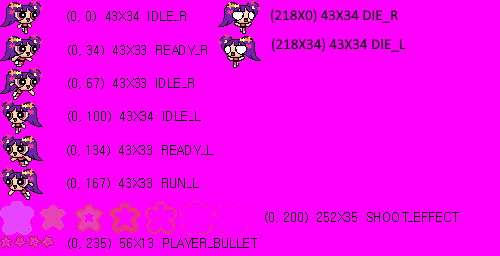 (0, 0) 43X34 IDLE_R
(218X0) 43X34 DIE_R
(0, 34) 43X33 READY_R
(218X34) 43X34 DIE_L
(0, 67) 43X33 IDLE_R
(0, 100) 43X34 IDLE_L
(0, 134) 43X33 READY_L
(0, 167) 43X33 RUN_L
(0, 200) 252X35 SHOOT_EFFECT
(0, 235) 56X13 PLAYER_BULLET